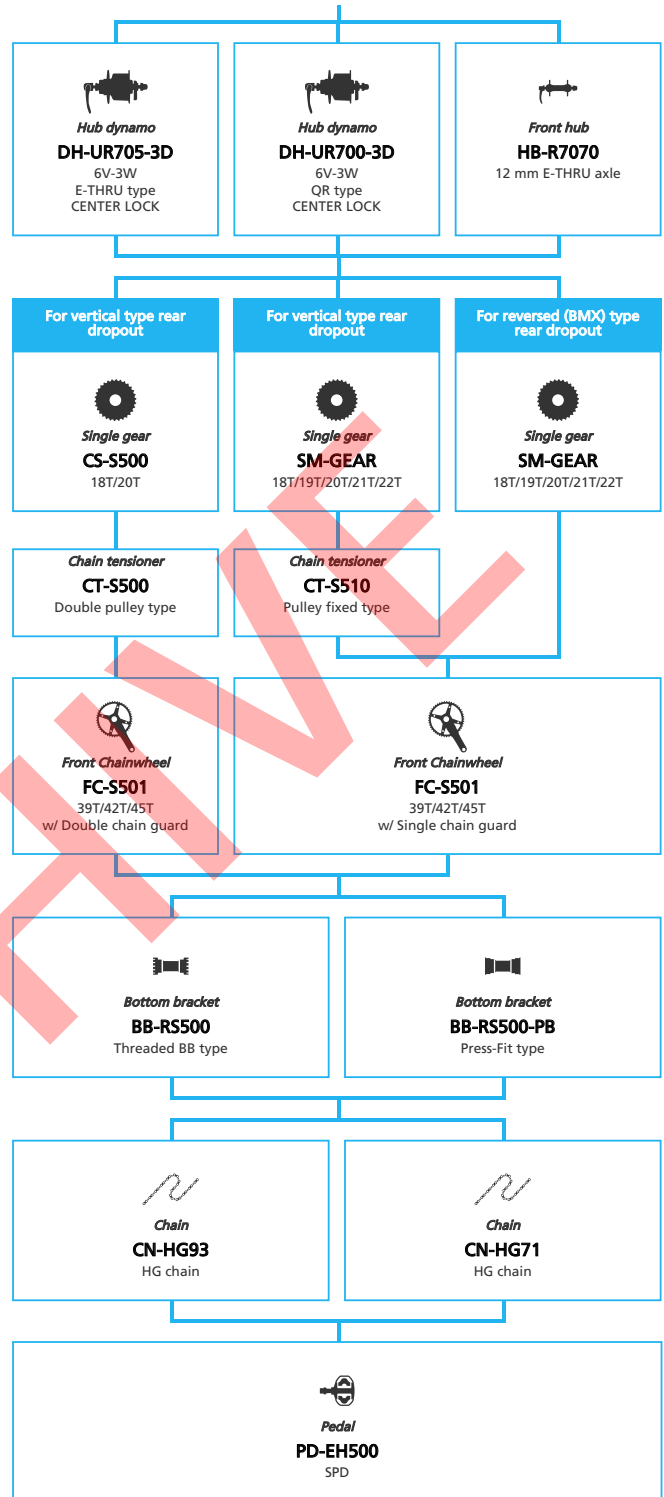 Hub dynamo
DH-UR705-3D
6V-3W
E-THRU type
CENTER LOCK
Hub dynamo
DH-UR700-3D
6V-3W
QR type
CENTER LOCK
Front hub
HB-R7070
12 mm E-THRU axle
For vertical type rear
dropout
Single gear
CS-S500
18T/20T
For vertical type rear
dropout
Single gear
SM-GEAR
18T/19T/20T/21T/22T
For reversed (BMX) type
rear dropout
Single gear
SM-GEAR
18T/19T/20T/21T/22T
Chain tensioner
CT-S500
Double pulley type
Chain tensioner
CT-S510
Pulley fixed type
Front Chainwheel
FC-S501
39T/42T/45T
w/ Double chain guard
Front Chainwheel
FC-S501
39T/42T/45T
w/ Single chain guard
Bottom bracket
BB-RS500
Threaded BB type
Bottom bracket
BB-RS500-PB
Press-Fit type
Chain
CN-HG93
HG chain
Chain
CN-HG71
HG chain
Pedal
PD-EH500
SPD
HIVE